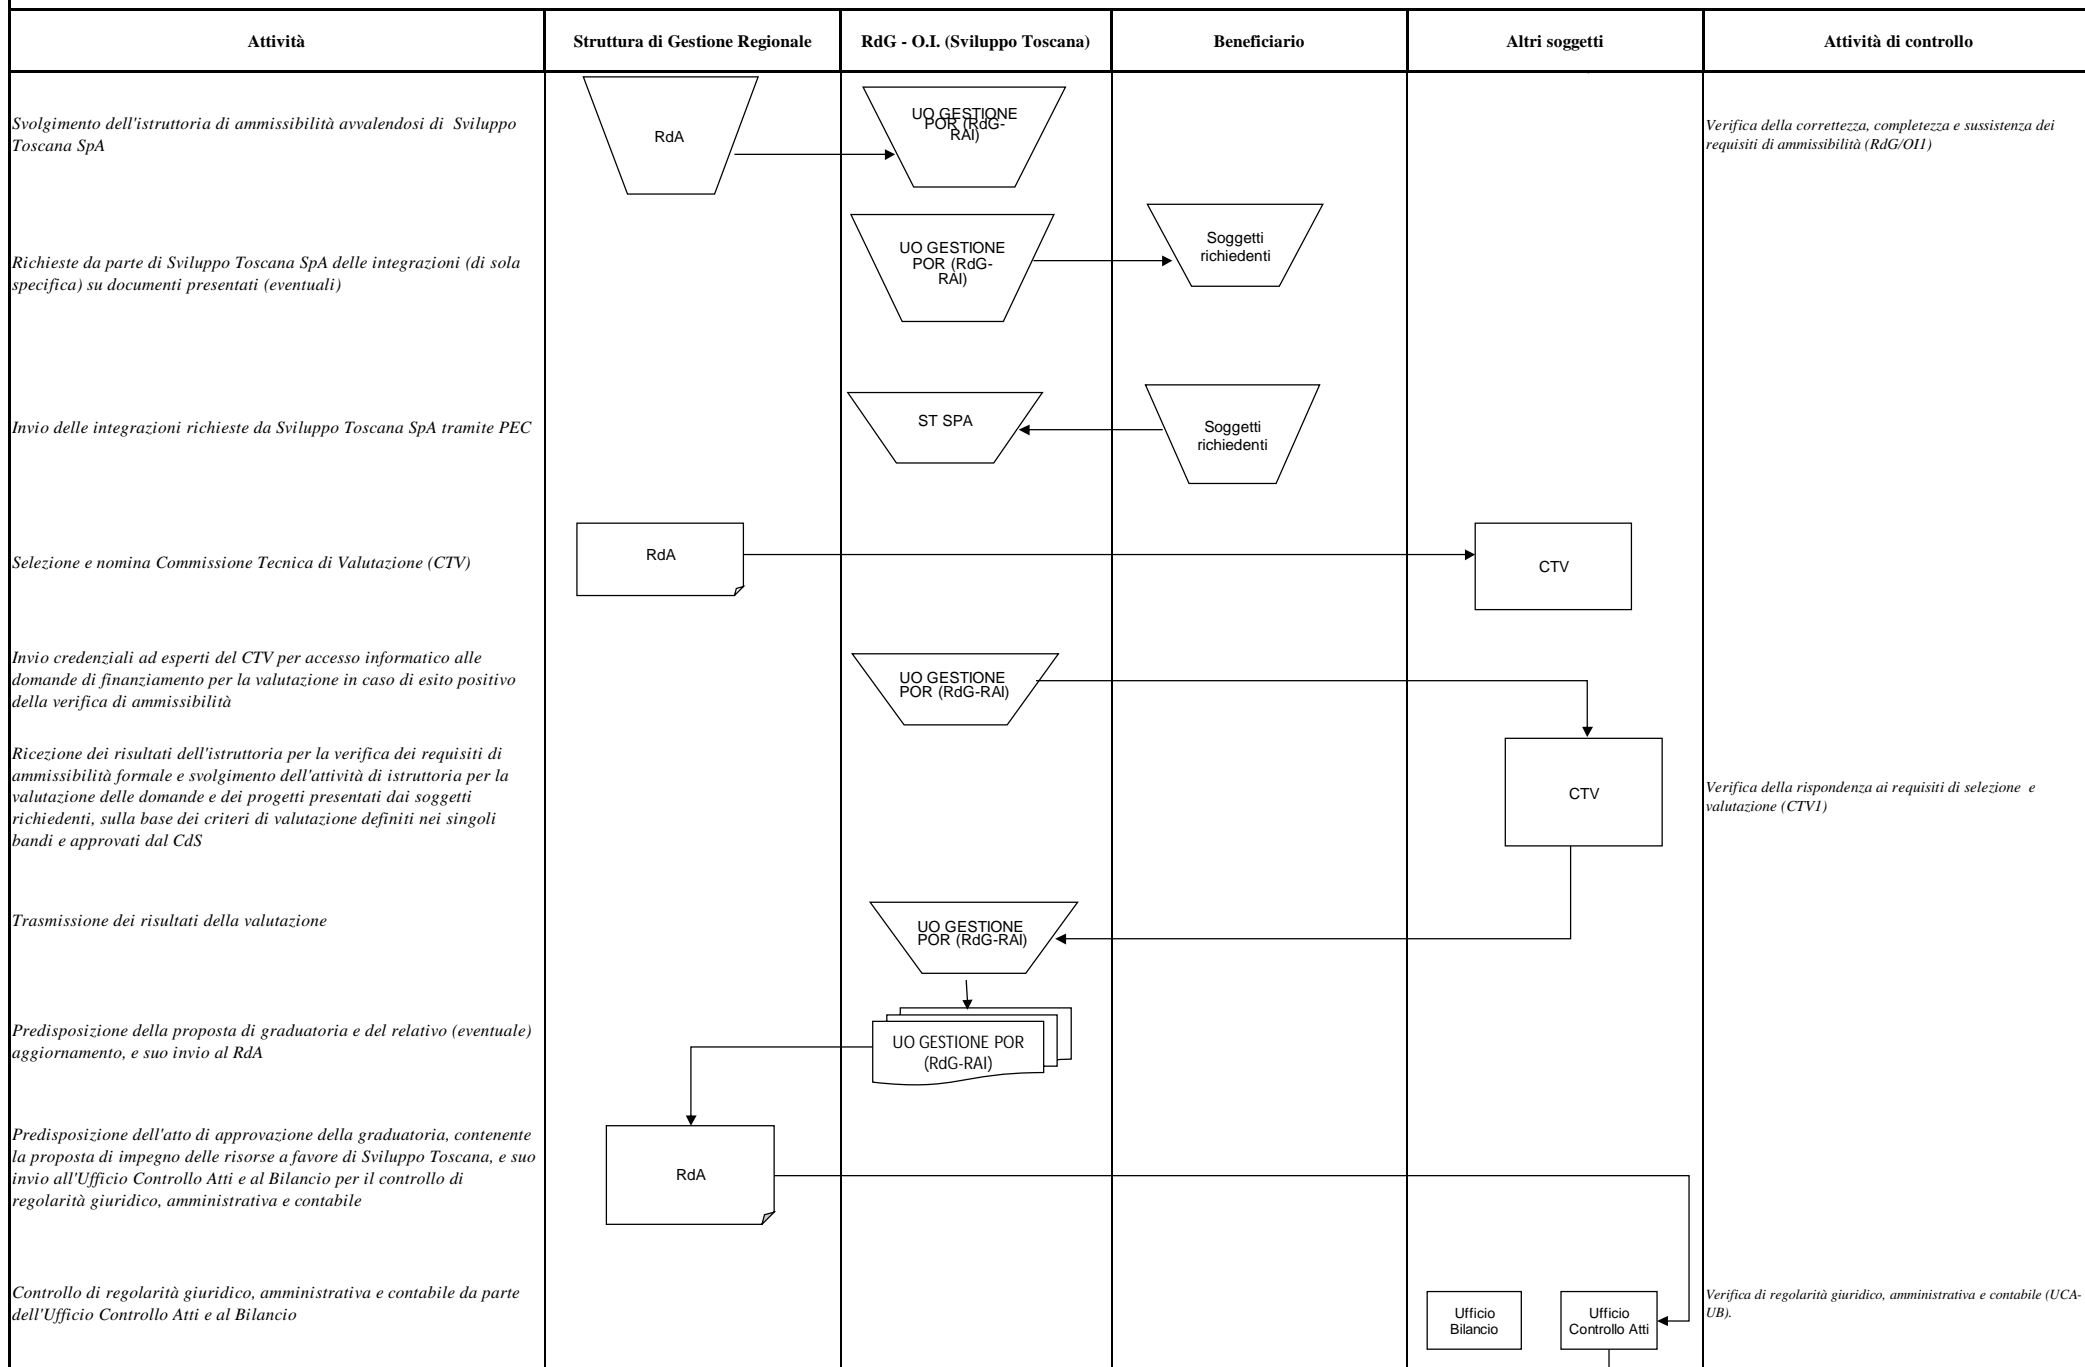 Attività
Struttura di Gestione Regionale
RdG - O.I. (Sviluppo Toscana)
Beneficiario
Altri soggetti
Attività di controllo
Svolgimento dell'istruttoria di ammissibilità avvalendosi di Sviluppo
Toscana SpA
RdA
UO GESTIONE
POR (RdG-
RAI)
Verifica della correttezza, completezza e sussistenza dei
requisiti di ammissibilità (RdG/OI1)
Richieste da parte di Sviluppo Toscana SpA delle integrazioni (di sola
specifica) su documenti presentati (eventuali)
UO GESTIONE
POR (RdG-
RAI)
Soggetti
richiedenti
Invio delle integrazioni richieste da Sviluppo Toscana SpA tramite PEC
ST SPA
Soggetti
richiedenti
Selezione e nomina Commissione Tecnica di Valutazione (CTV)
RdA
CTV
Invio credenziali ad esperti del CTV per accesso informatico alle
domande di finanziamento per la valutazione in caso di esito positivo
della verifica di ammissibilità
UO GESTIONE
POR (RdG-RAI)
Ricezione dei risultati dell'istruttoria per la verifica dei requisiti di
ammissibilità formale e svolgimento dell'attività di istruttoria per la
valutazione delle domande e dei progetti presentati dai soggetti
richiedenti, sulla base dei criteri di valutazione definiti nei singoli
bandi e approvati dal CdS
CTV
Verifica della rispondenza ai requisiti di selezione e
valutazione (CTV1)
Trasmissione dei risultati della valutazione
UO GESTIONE
POR (RdG-RAI)
Predisposizione della proposta di graduatoria e del relativo (eventuale)
aggiornamento, e suo invio al RdA
UO GESTIONE POR
(RdG-RAI)
Predisposizione dell'atto di approvazione della graduatoria, contenente
la proposta di impegno delle risorse a favore di Sviluppo Toscana, e suo
invio all'Ufficio Controllo Atti e al Bilancio per il controllo di
regolarità giuridico, amministrativa e contabile
RdA
Controllo di regolarità giuridico, amministrativa e contabile da parte
dell'Ufficio Controllo Atti e al Bilancio
Ufficio
Bilancio
Ufficio
Controllo Atti
Verifica di regolarità giuridico, amministrativa e contabile (UCA-
UB).